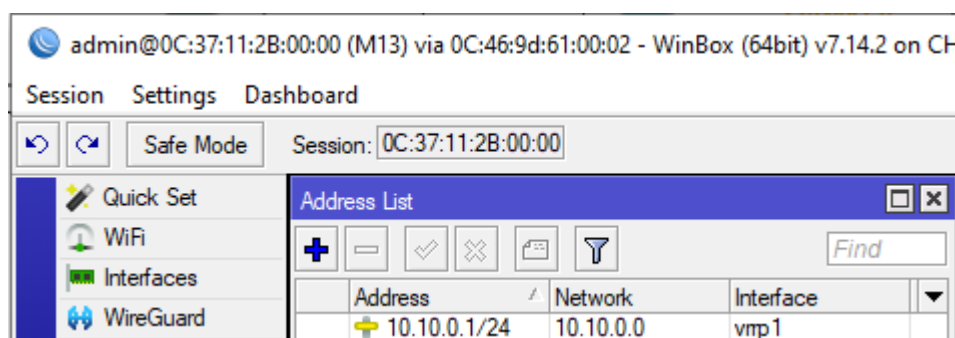 admin@0C:37:11:2B:00:00 (M13) via 0C:46:9d:61:00:02 - WinBox (64bit) v7.14.2 on CH
Session Settings Dashboard
Safe Mode Session: 0C:37:11:2B:00:00
Quick Set
WiFi
Interfaces
WireGuard
Address List
Find
Address Network Interface
10.10.0.1/24 10.10.0.0 vrrp1